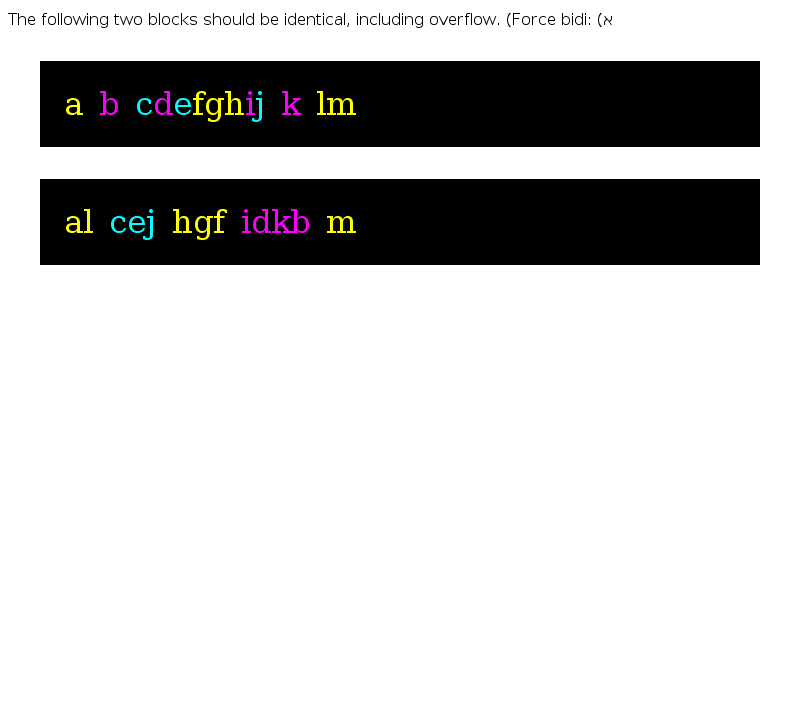 The following two blocks should be identical, including overflow. (Force bidi: (א
a b cdefghij k lm
al cej hgf idkb m